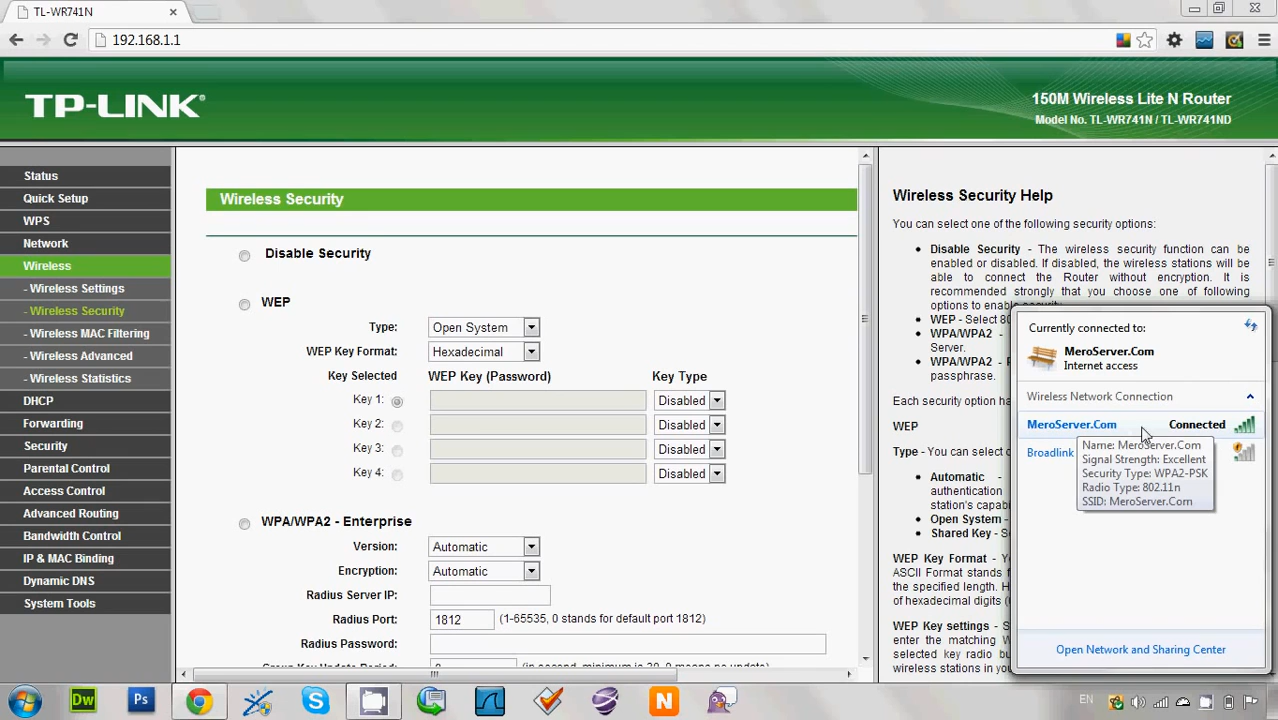 TL-WR741N
192.168.1.1
TP-LINK®
150M Wireless Lite N Router
Model No. TL-WR741N / TL-WR741ND
Status
Quick Setup
WPS
Network
Wireless
- Wireless Settings
- Wireless Security
- Wireless MAC Filtering
- Wireless Advanced
- Wireless Statistics
DHCP
Forwarding
Security
Parental Control
Access Control
Advanced Routing
Bandwidth Control
IP & MAC Binding
Dynamic DNS
System Tools
Wireless Security
Disable Security
WEP
Type: Open System
WEP Key Format: Hexadecimal
Key Selected WEP Key (Password) Key Type
Key 1: Disabled
Key 2: Disabled
Key 3: Disabled
Key 4: Disabled
WPA/WPA2 - Enterprise
Version: Automatic
Encryption: Automatic
Radius Server IP:
Radius Port: 1812 (1-65535, 0 stands for default port 1812)
Radius Password:
Wireless Security Help
You can select one of the following security options:
Disable Security - The wireless security function can be
enabled or disabled. If disabled, the wireless stations will be
able to connect the Router without encryption. It is
recommended strongly that you choose one of following
options to enable
WEP - Select
WPA/WPA2 -
Server.
WPA/WPA2 -
passphrase.
Each security option
WEP
Type - You can select
Automatic
authentication
station's
Open System -
Shared Key -
WEP Key Format -
ASCII Format stands
the specified length.
of hexadecimal digits
WEP Key settings -
enter the matching
selected key radio
wireless stations in
Currently connected to:
MeroServer.Com
Internet access
Wireless Network Connection
MeroServer.Com Connected
Broadlink
Name: MeroServer.Com
Signal Strength: Excellent
Security Type: WPA2-PSK
Radio Type: 802.11n
SSID: MeroServer.Com
Open Network and Sharing Center
Dw
Ps
S
N
EN